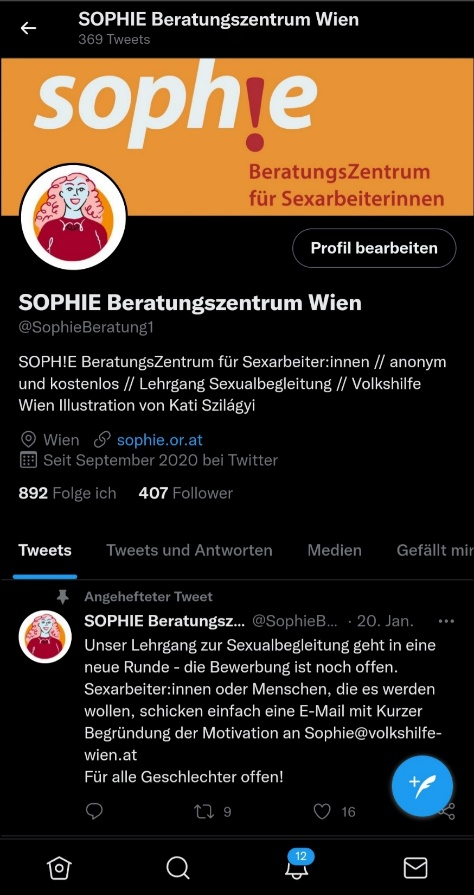 SOPHIE Beratungszentrum Wien
369 Tweets
soph!e
BeratungsZentrum
für Sexarbeiterinnen
Profil bearbeiten
SOPHIE Beratungszentrum Wien
@SophieBeratung1
SOPH!E BeratungsZentrum für Sexarbeiter:innen // anonym
und kostenlos // Lehrgang Sexualbegleitung // Volkshilfe
Wien Illustration von Kati Szilágyi
Wien sophie.or.at
Seit September 2020 bei Twitter
892 Folge ich 407 Follower
Tweets Tweets und Antworten Medien Gefällt mir
Angehefteter Tweet
SOPHIE Beratungsz... @SophieB... · 20. Jan.
Unser Lehrgang zur Sexualbegleitung geht in eine
neue Runde - die Bewerbung ist noch offen.
Sexarbeiter:innen oder Menschen, die es werden
wollen, schicken einfach eine E-Mail mit Kurzer
Begründung der Motivation an Sophie@volkshilfe-
wien.at
Für alle Geschlechter offen!
9 16
12